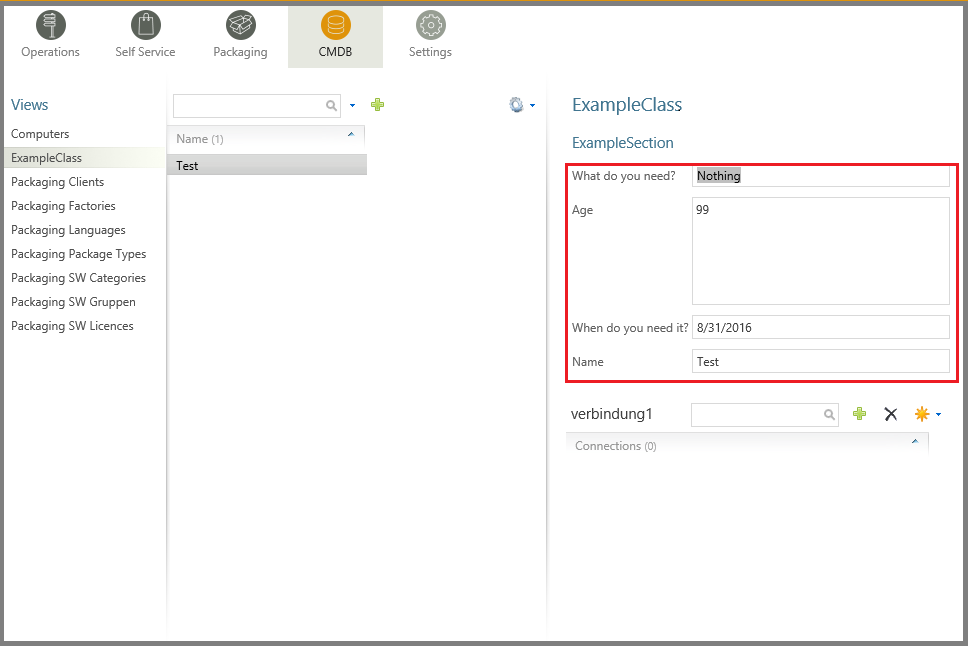 Operations
Self Service
Packaging
CMDB
Settings
Views
Computers
ExampleClass
Packaging Clients
Packaging Factories
Packaging Languages
Packaging Package Types
Packaging SW Categories
Packaging SW Gruppen
Packaging SW Licences
Name (1)
Test
ExampleClass
ExampleSection
What do you need? Nothing
Age 99
When do you need it? 8/31/2016
Name Test
verbindung1
Connections (0)